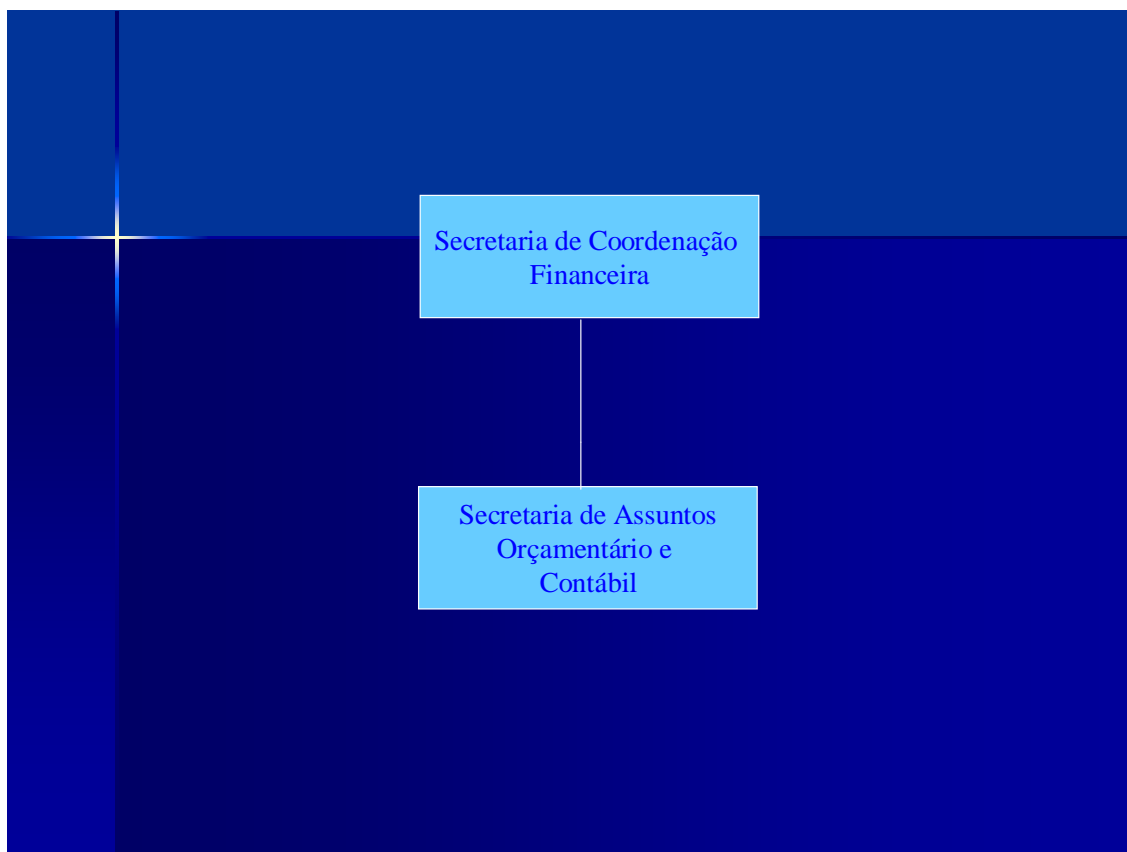 Secretaria de Coordenação
Financeira
Secretaria de Assuntos
Orçamentário e
Contábil